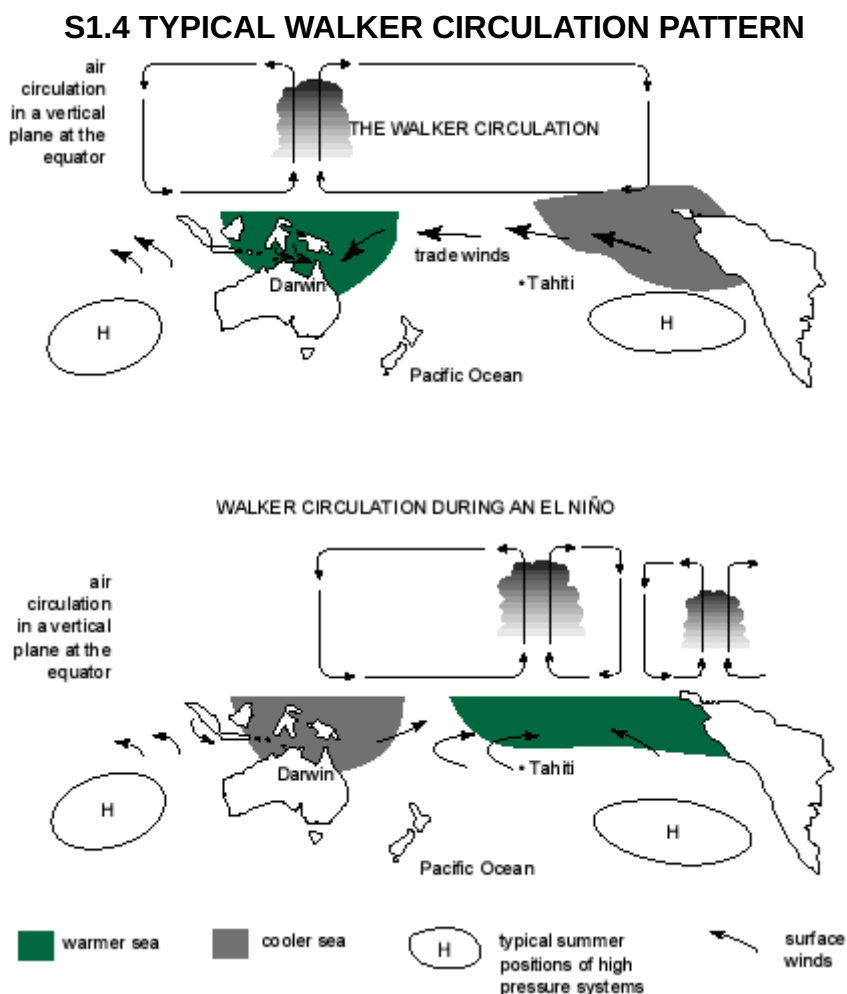 S1.4 TYPICAL WALKER CIRCULATION PATTERN
air
circulation
in a vertical
plane at the
equator
THE WALKER CIRCULATION
trade winds
Darwin
• Tahiti
H
H
Pacific Ocean
WALKER CIRCULATION DURING AN EL NIÑO
air
circulation
in a vertical
plane at the
equator
Darwin
• Tahiti
H
H
Pacific Ocean
warmer sea
cooler sea
H
typical summer
positions of high
pressure systems
surface
winds